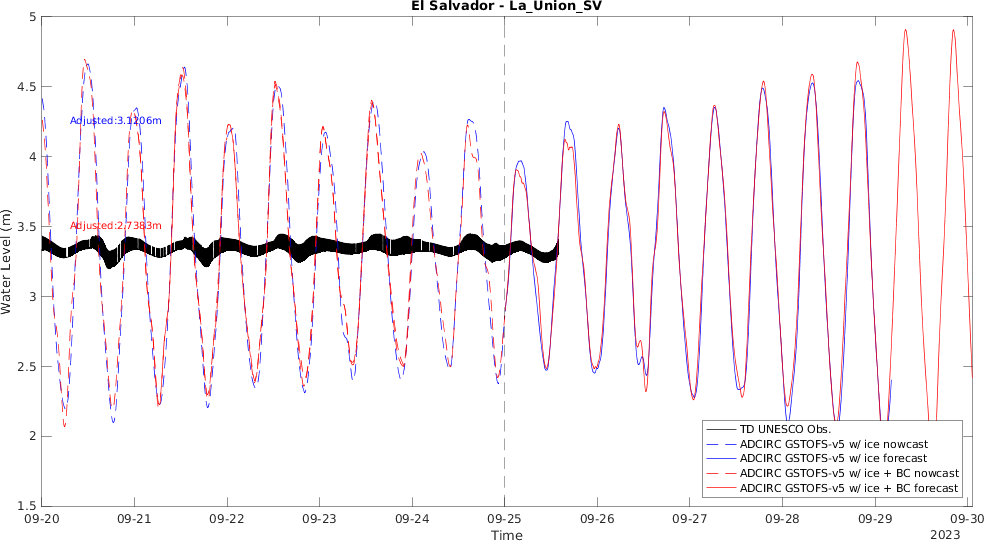 El Salvador - La_Union_SV
5
4.5
4
3.5
3
2.5
2
1.5
Water Level (m)
Adjusted:3.1206m
Adjusted:2.7383m
TD UNESCO Obs.
ADCIRC GSTOFS-v5 w/ ice nowcast
ADCIRC GSTOFS-v5 w/ ice forecast
ADCIRC GSTOFS-v5 w/ ice + BC nowcast
ADCIRC GSTOFS-v5 w/ ice + BC forecast
09-20 09-21 09-22 09-23 09-24 09-25 09-26 09-27 09-28 09-29 09-30
Time
2023